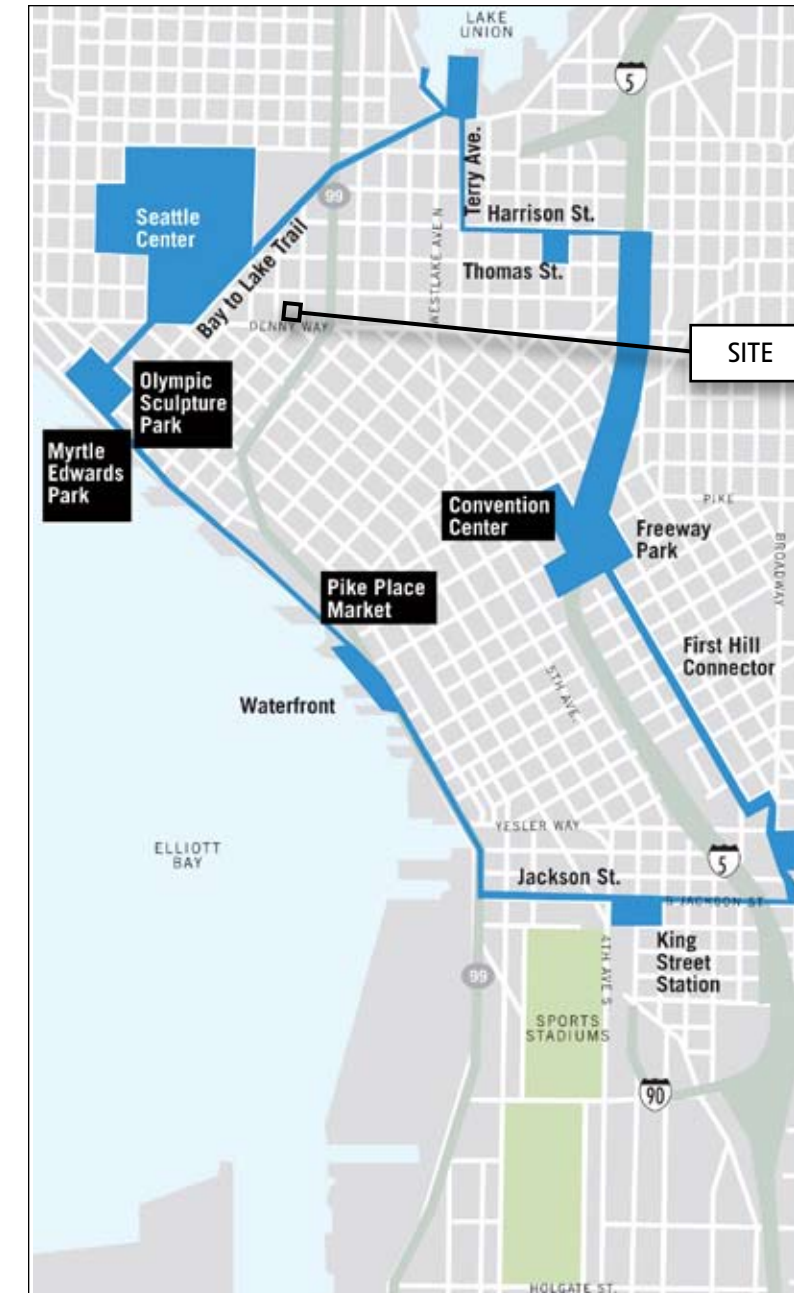 LAKE
UNION
5
Terry Ave.
99
Harrison St.
Seattle
Center
WESTLAKE AVE N
Thomas St.
Bay to Lake Trail
DENNY WAY
SITE
Olympic
Sculpture
Park
Myrtle
Edwards
Park
Convention
Center
PIKE
Freeway
Park
BROADWAY
Pike Place
Market
First Hill
Connector
5TH AVE.
Waterfront
YESLER WAY
ELLIOTT
BAY
5
Jackson St.
S JACKSON ST
King
Street
Station
4TH AVE S
99
SPORTS
STADIUMS
90
HOLGATE ST.